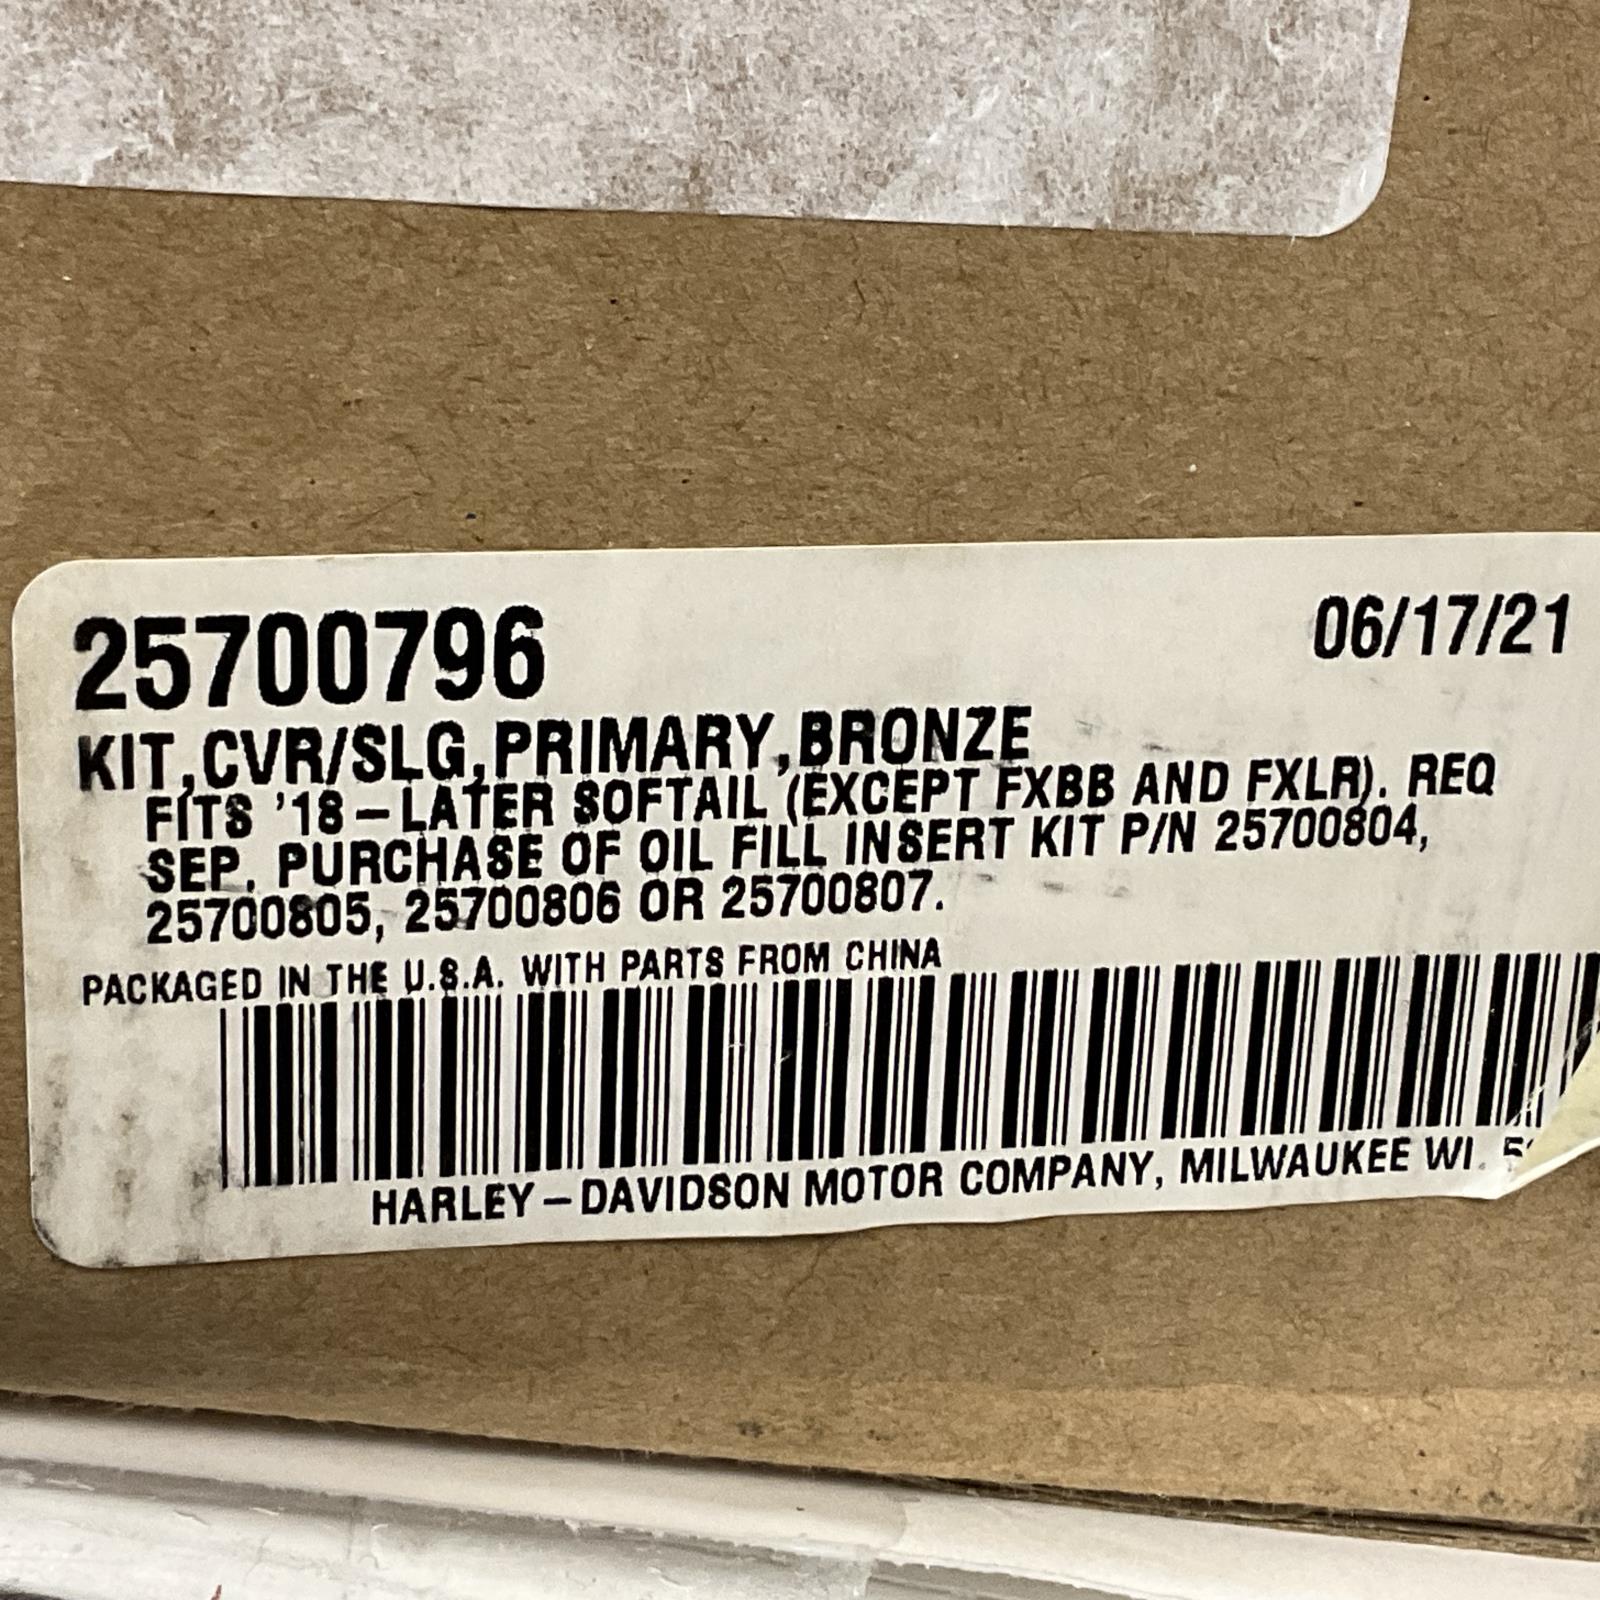 25700796
06/17/21
KIT,CVR/SLG,PRIMARY,BRONZE
FITS '18-LATER SOFTAIL (EXCEPT FXBB AND FXLR). REQ
SEP. PURCHASE OF OIL FILL INSERT KIT P/N 25700804,
25700805, 25700806 OR 25700807.
PACKAGED IN THE U.S.A. WITH PARTS FROM CHINA
HARLEY-DAVIDSON MOTOR COMPANY, MILWAUKEE WI.